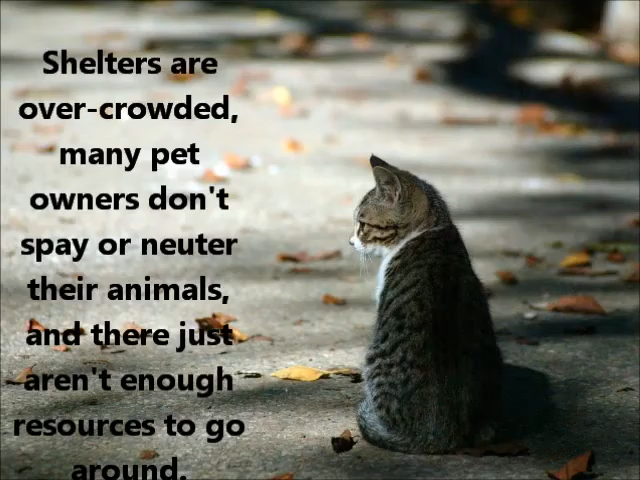 Shelters are
over-crowded,
many pet
owners don't
spay or neuter
their animals,
and there just
aren't enough
resources to go
around.